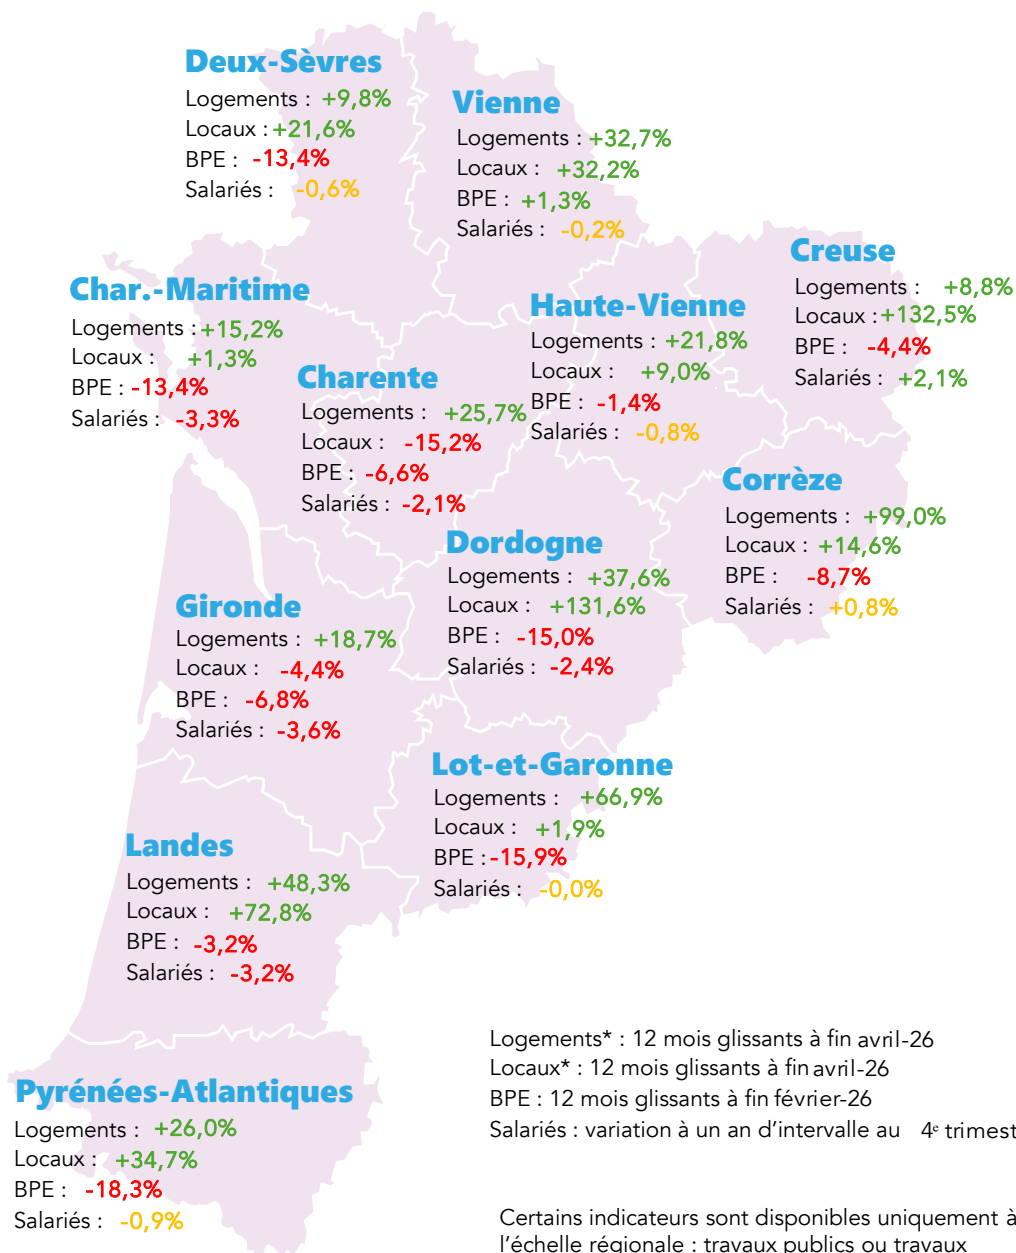 Deux-Sèvres
Logements : +9,8%
Locaux : +21,6%
BPE : -13,4%
Salariés : -0,6%
Vienne
Logements : +32,7%
Locaux : +32,2%
BPE : +1,3%
Salariés : -0,2%
Creuse
Logements : +8,8%
Locaux : +132,5%
BPE : -4,4%
Salariés : +2,1%
Char.-Maritime
Logements : +15,2%
Locaux : +1,3%
BPE : -13,4%
Salariés : -3,3%
Haute-Vienne
Logements : +21,8%
Locaux : +9,0%
BPE : -1,4%
Salariés : -0,8%
Charente
Logements : +25,7%
Locaux : -15,2%
BPE : -6,6%
Salariés : -2,1%
Corrèze
Logements : +99,0%
Locaux : +14,6%
BPE : -8,7%
Salariés : +0,8%
Dordogne
Logements : +37,6%
Locaux : +131,6%
BPE : -15,0%
Salariés : -2,4%
Gironde
Logements : +18,7%
Locaux : -4,4%
BPE : -6,8%
Salariés : -3,6%
Lot-et-Garonne
Logements : +66,9%
Locaux : +1,9%
BPE : -15,9%
Salariés : -0,0%
Landes
Logements : +48,3%
Locaux : +72,8%
BPE : -3,2%
Salariés : -3,2%
Pyrénées-Atlantiques
Logements : +26,0%
Locaux : +34,7%
BPE : -18,3%
Salariés : -0,9%
Logements* : 12 mois glissants à fin avril-26
Locaux* : 12 mois glissants à fin avril-26
BPE : 12 mois glissants à fin février-26
Salariés : variation à un an d'intervalle au 4e trimest
Certains indicateurs sont disponibles uniquement à
l'échelle régionale : travaux publics ou travaux